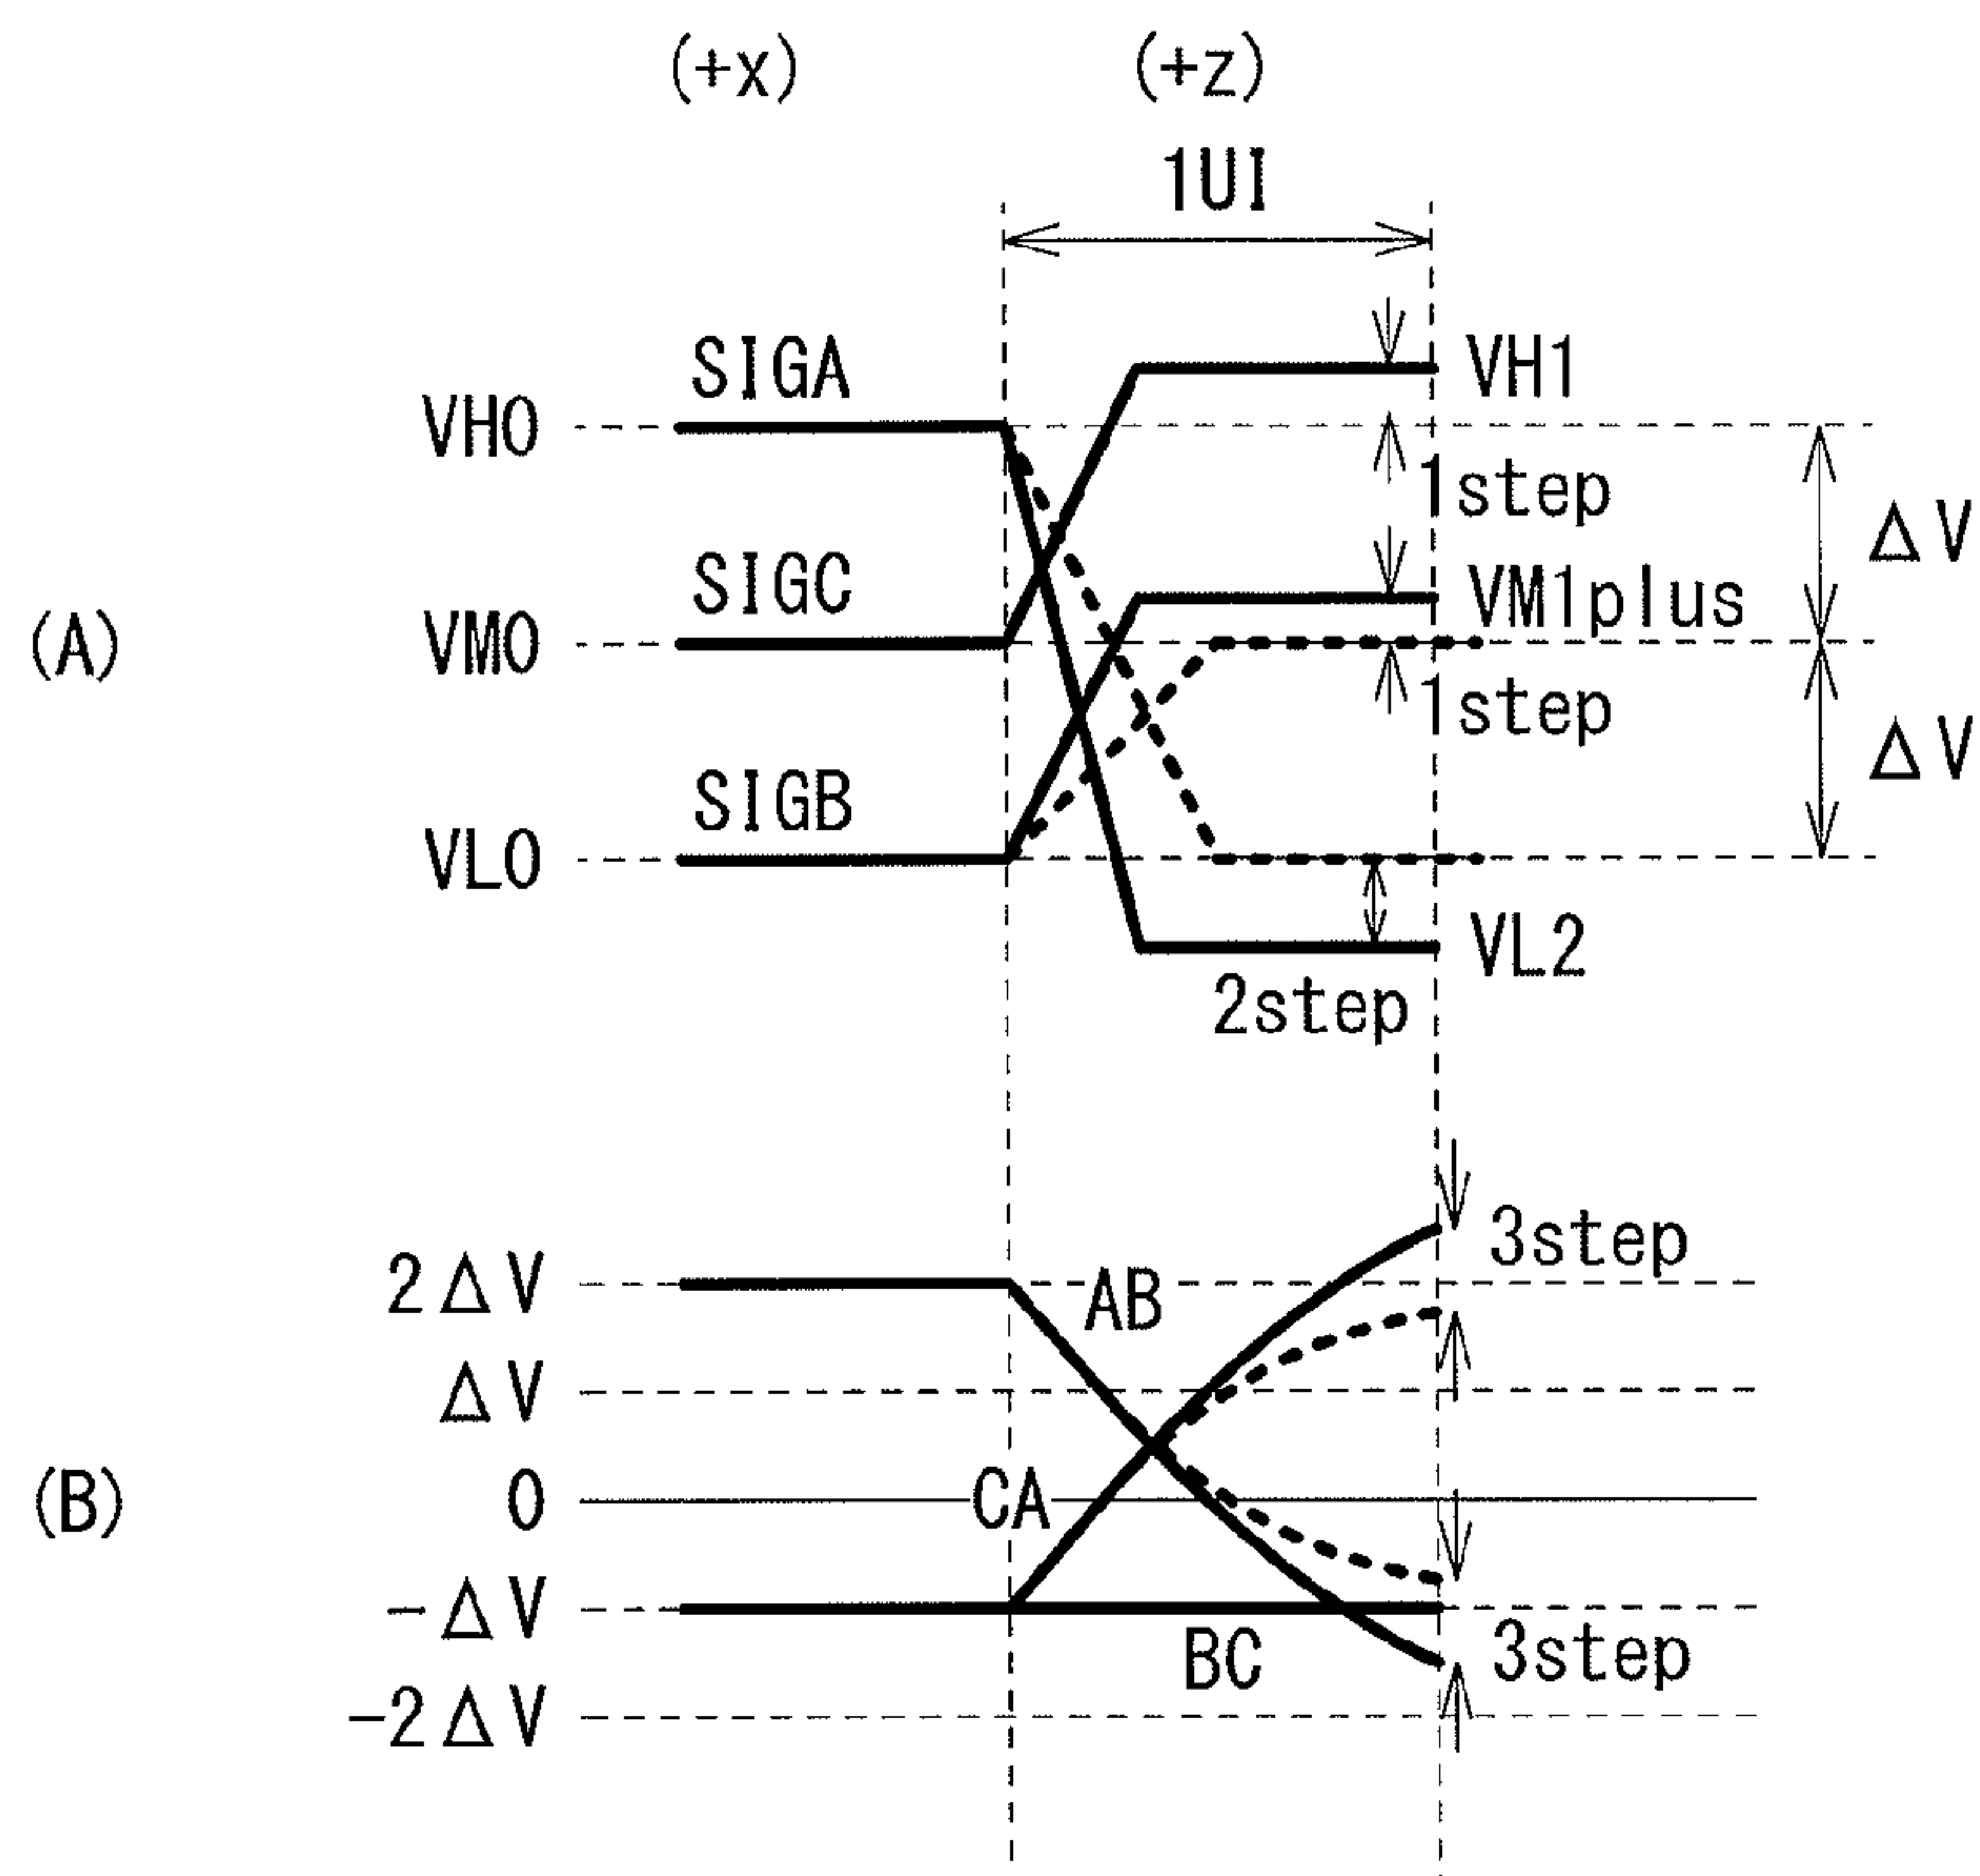 (+x) (+z)
1UI
SIGA VH1
VH0
1step
ΔV
SIGC VM1plus
(A) VM0
1step
ΔV
SIGB
VL0
VL2
2step
3step
2ΔV AB
ΔV
(B) 0 CA
-ΔV
BC 3step
-2ΔV